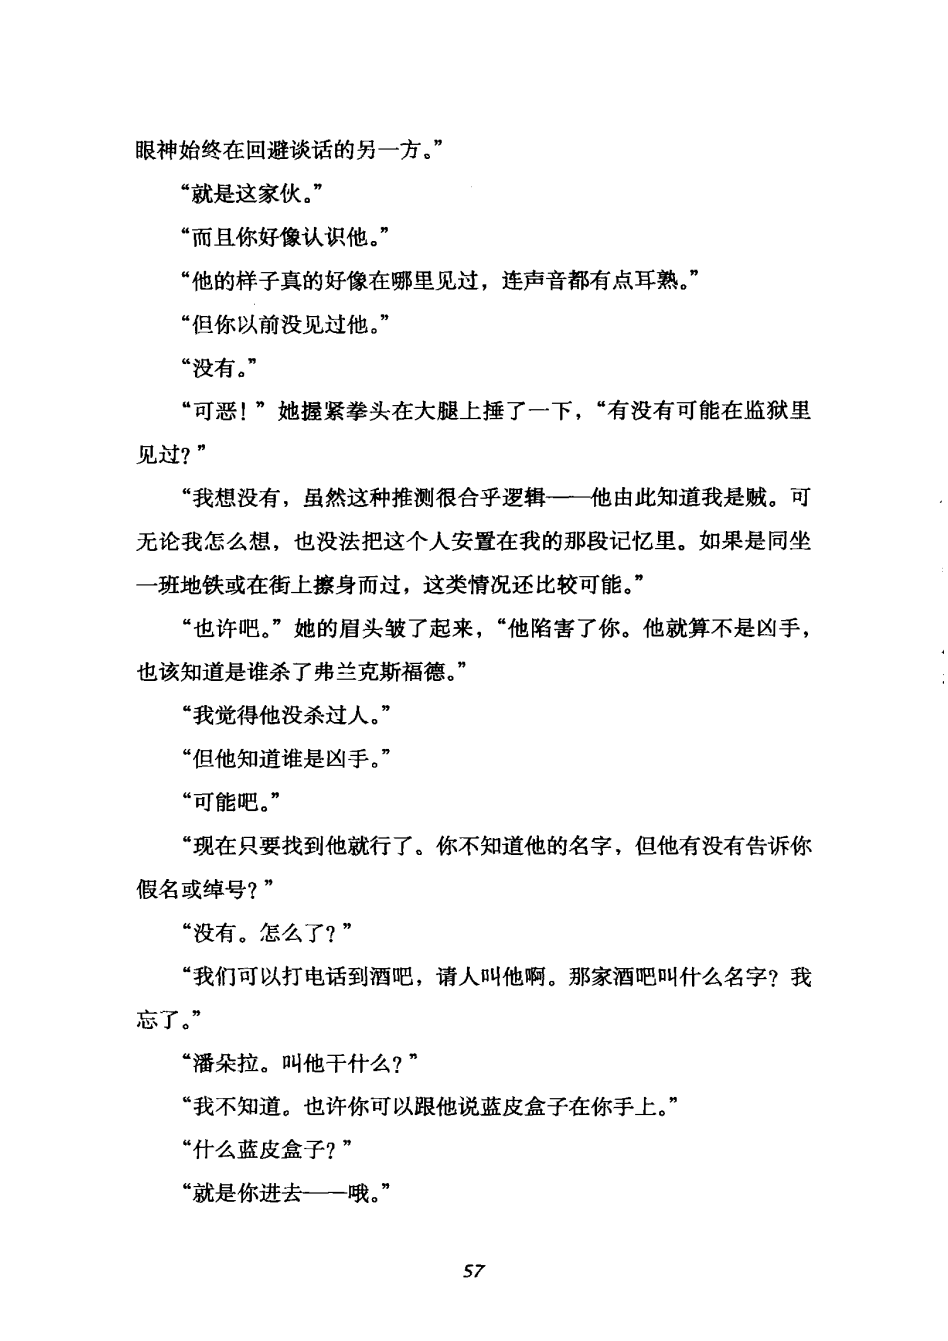 眼神始终在回避谈话的另一方。”
“就是这家伙。”
“而且你好像认识他。”
“他的样子真的好像在哪里见过，连声音都有点耳熟。”
“但你以前没见过他。”
“没有。”
“可恶！”她握紧拳头在大腿上捶了一下，“有没有可能在监狱里
见过？”
“我想没有，虽然这种推测很合乎逻辑——他由此知道我是贼。可
无论我怎么想，也没法把这个人安置在我的那段记忆里。如果是同坐
一班地铁或在街上擦身而过，这类情况还比较可能。”
“也许吧。”她的眉头皱了起来，“他陷害了你。他就算不是凶手，
也该知道是谁杀了弗兰克斯福德。”
“我觉得他没杀过人。”
“但他知道谁是凶手。”
“可能吧。”
“现在只要找到他就行了。你不知道他的名字，但他有没有告诉你
假名或绰号？”
“没有。怎么了？”
“我们可以打电话到酒吧，请人叫他啊。那家酒吧叫什么名字？我
忘了。”
“潘朵拉。叫他干什么？”
“我不知道。也许你可以跟他说蓝皮盒子在你手上。”
“什么蓝皮盒子？”
“就是你进去——哦。”
57